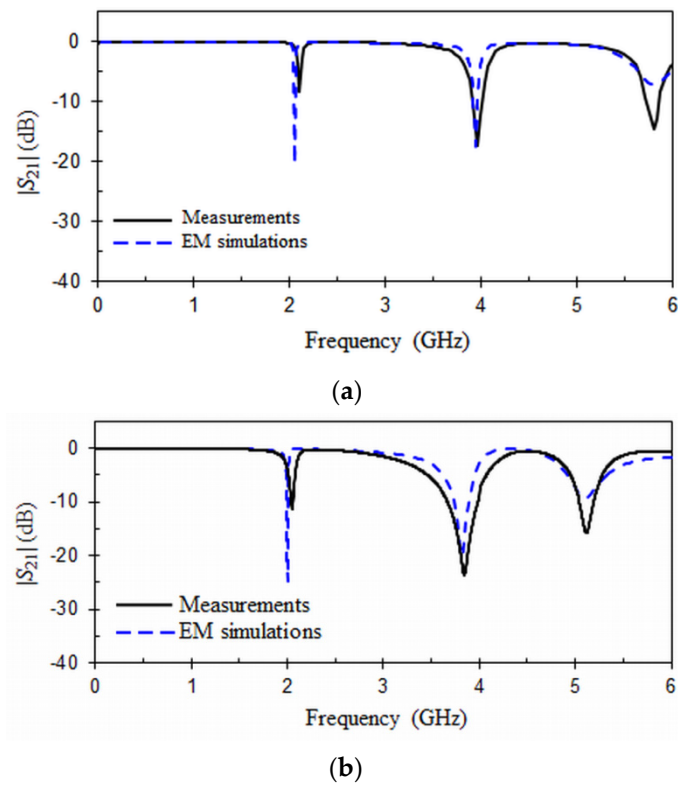 0
-10
-20
-30
-40
|S21| (dB)
Measurements
EM simulations
0 1 2 3 4 5 6
Frequency (GHz)
(a)
0
-10
-20
-30
-40
|S21| (dB)
Measurements
EM simulations
0 1 2 3 4 5 6
Frequency (GHz)
(b)